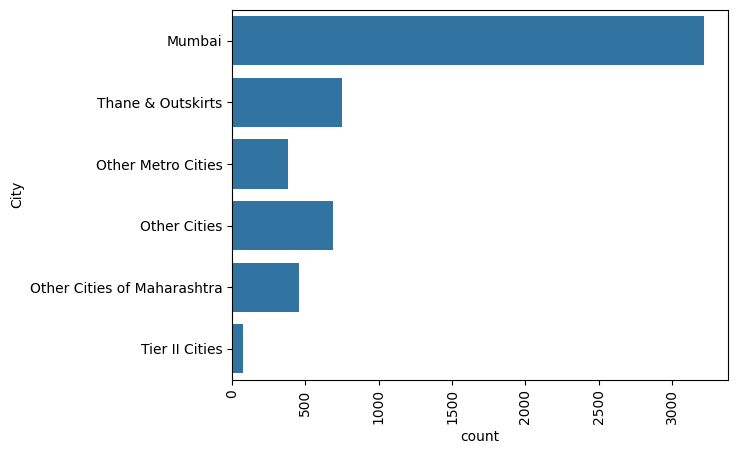 Mumbai
Thane & Outskirts
Other Metro Cities
Other Cities
Other Cities of Maharashtra
Tier II Cities
City
0
500
1000
1500
2000
2500
3000
count